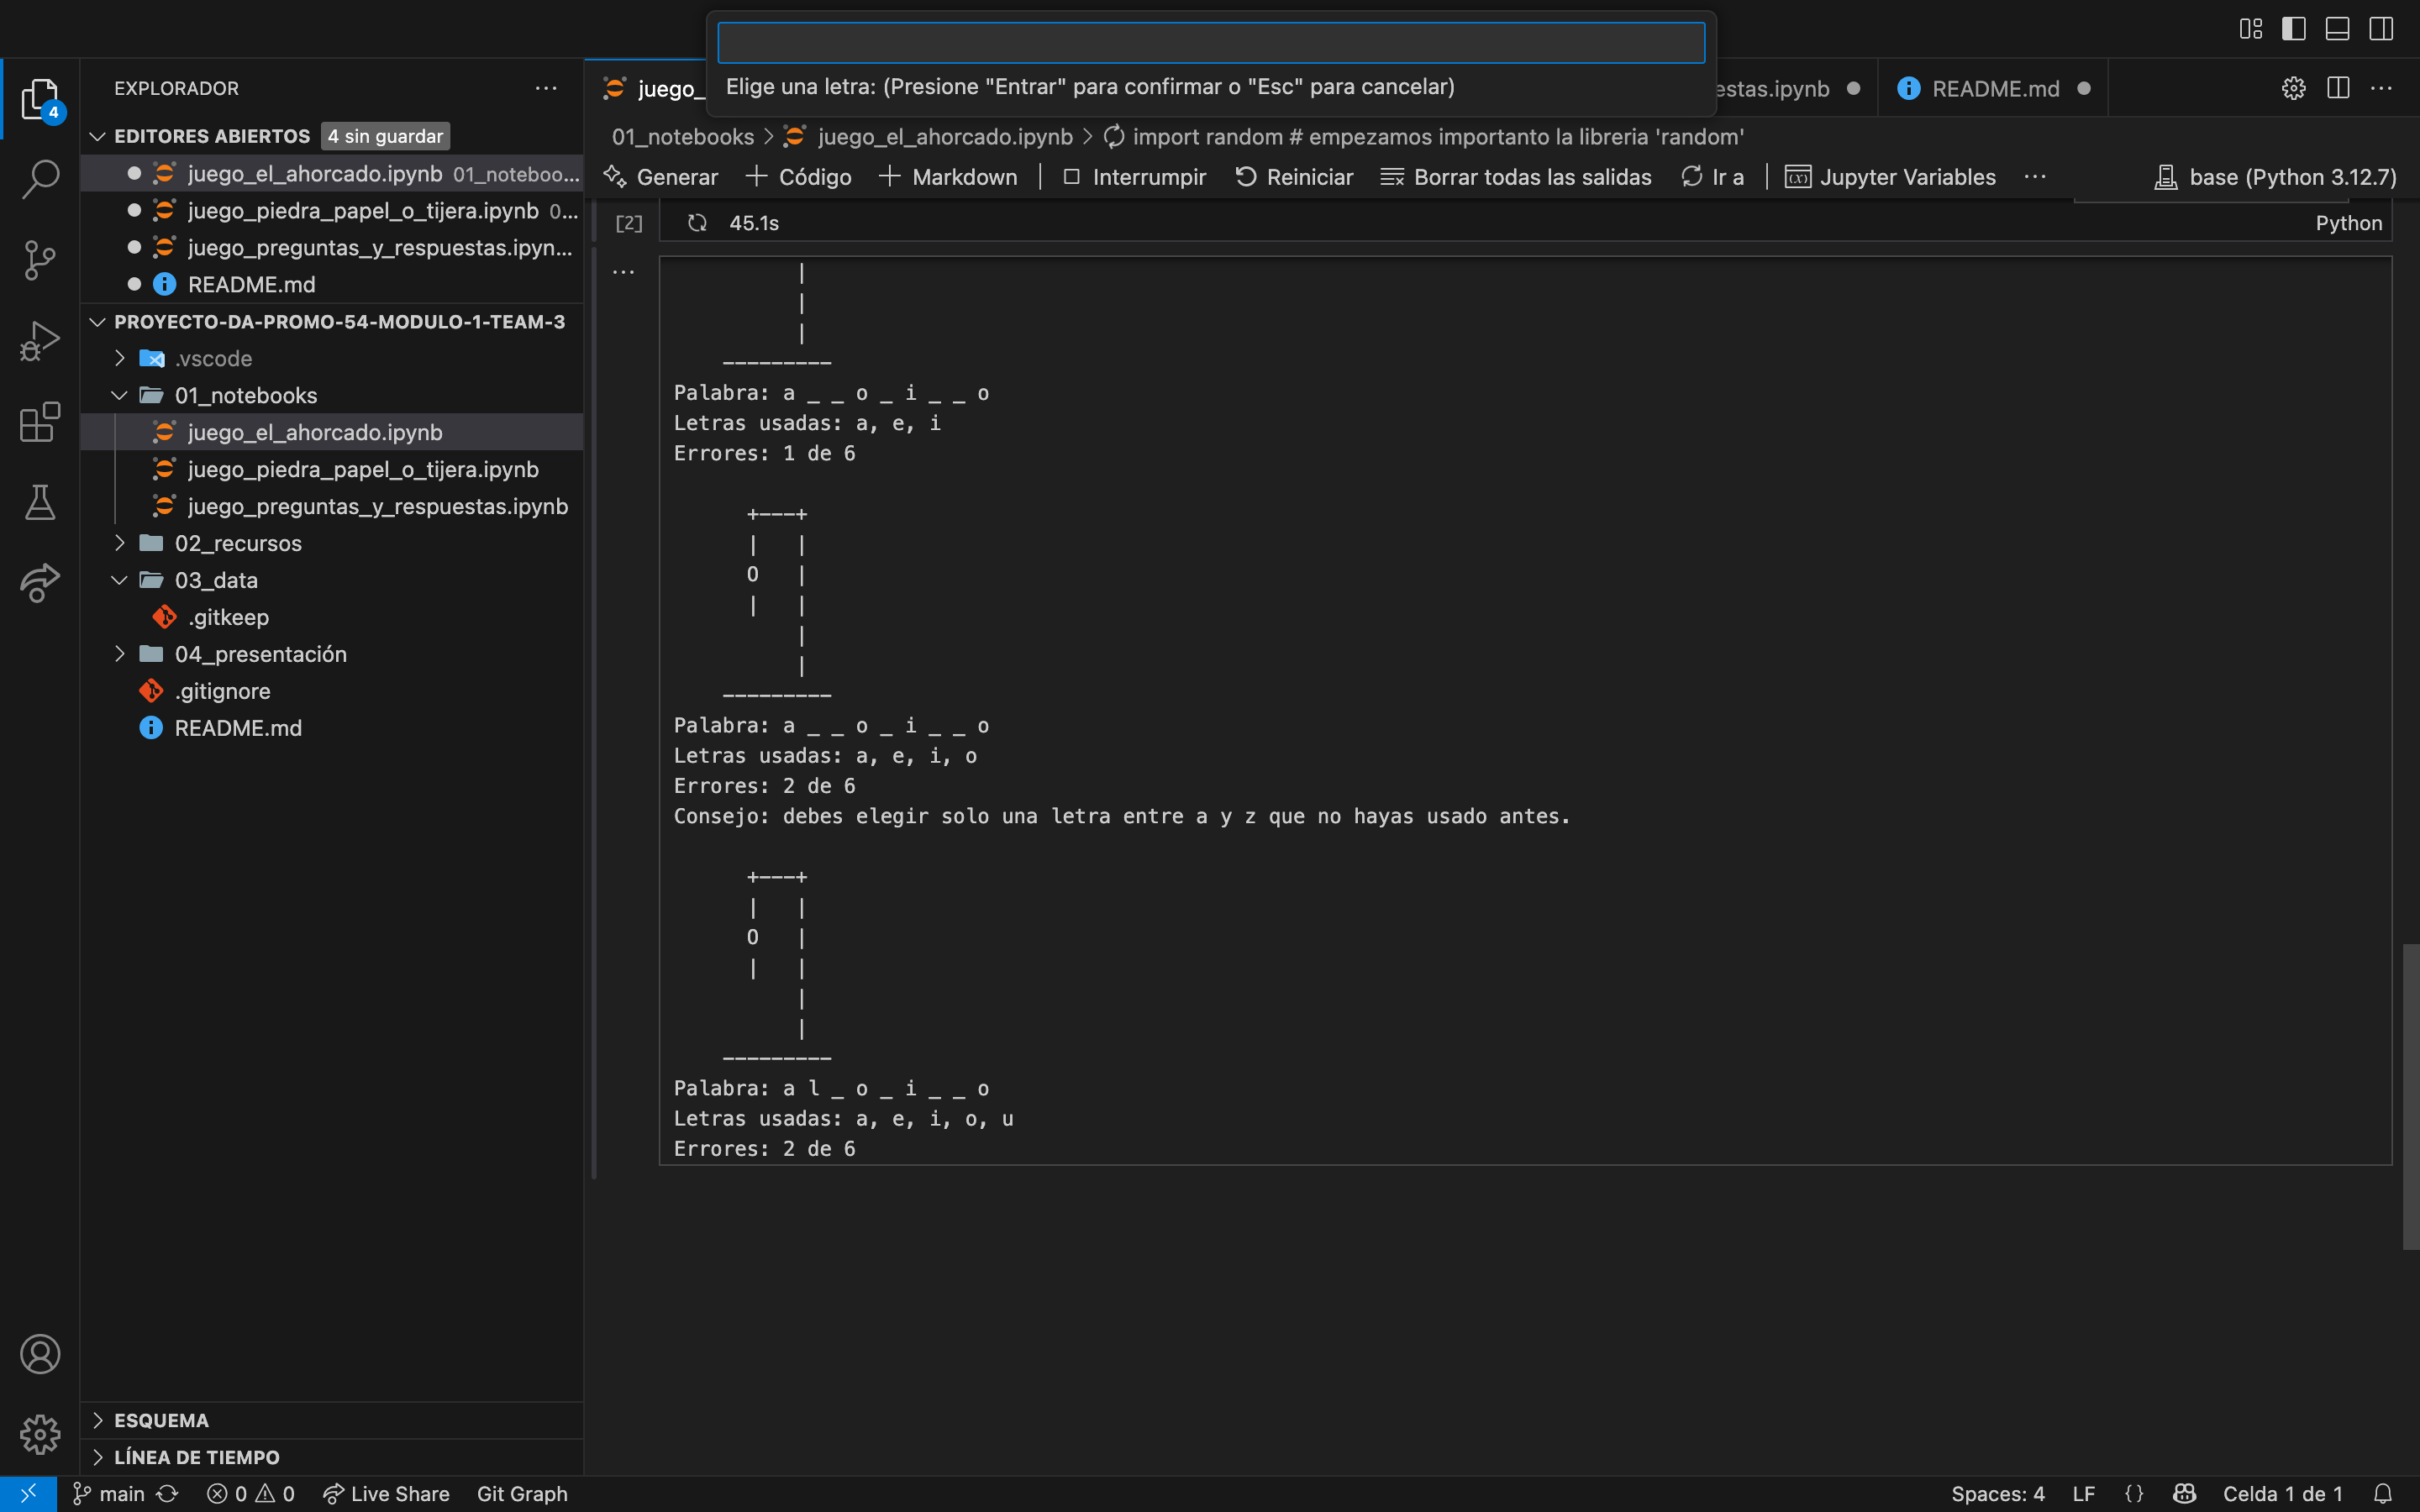 Elige una letra: (Presione "Entrar" para confirmar o "Esc" para cancelar)
EXPLORADOR
EDITORES ABIERTOS 4 sin guardar
juego_el_ahorcado.ipynb 01_noteboo...
juego_piedra_papel_o_tijera.ipynb 0...
juego_preguntas_y_respuestas.ipyn...
README.md
PROYECTO-DA-PROMO-54-MODULO-1-TEAM-3
.vscode
01_notebooks
juego_el_ahorcado.ipynb
juego_piedra_papel_o_tijera.ipynb
juego_preguntas_y_respuestas.ipynb
02_recursos
03_data
.gitkeep
04_presentación
.gitignore
README.md
ESQUEMA
LÍNEA DE TIEMPO
4
juego_ estas.ipynb README.md
01_notebooks > juego_el_ahorcado.ipynb > import random # empezamos importanto la libreria 'random'
Generar + Código + Markdown | Interrumpir Reiniciar Borrar todas las salidas Ir a | Jupyter Variables ... base (Python 3.12.7)
[2] 45.1s Python
...
|
|
|
---------
Palabra: a _ _ o _ i _ _ o
Letras usadas: a, e, i
Errores: 1 de 6
+---+
| |
O |
| |
|
|
---------
Palabra: a _ _ o _ i _ _ o
Letras usadas: a, e, i, o
Errores: 2 de 6
Consejo: debes elegir solo una letra entre a y z que no hayas usado antes.
+---+
| |
O |
| |
|
|
---------
Palabra: a l _ o _ i _ _ o
Letras usadas: a, e, i, o, u
Errores: 2 de 6
main 0 0 Live Share Git Graph Spaces: 4 LF {} Celda 1 de 1